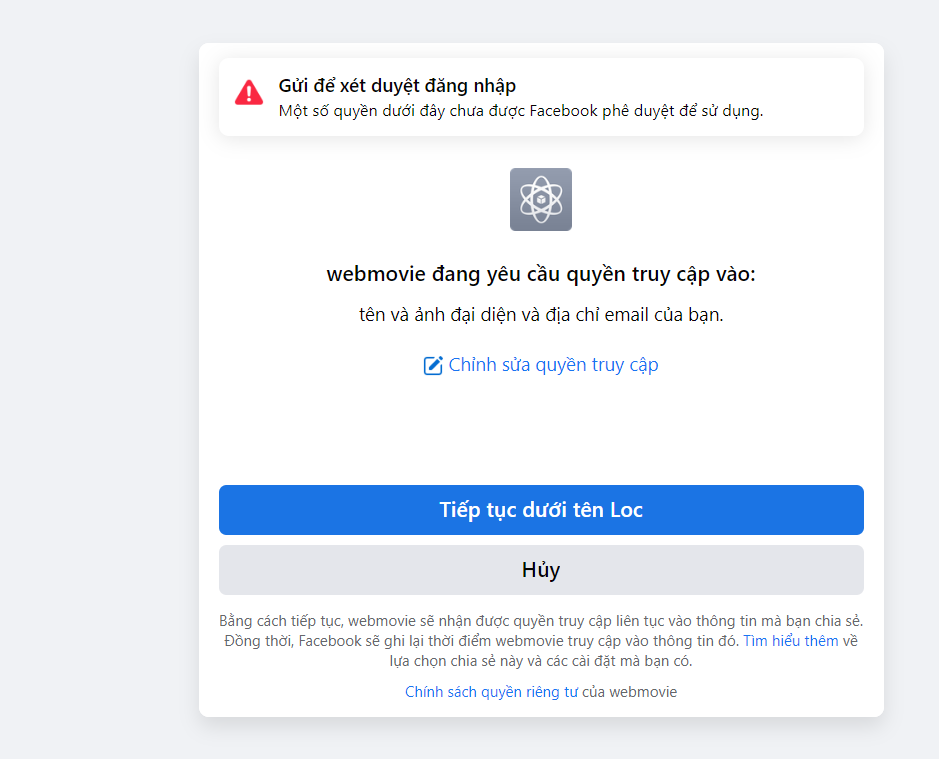 Gửi để xét duyệt đăng nhập
Một số quyền dưới đây chưa được Facebook phê duyệt để sử dụng.
webmovie đang yêu cầu quyền truy cập vào:
tên và ảnh đại diện và địa chỉ email của bạn.
Chỉnh sửa quyền truy cập
Tiếp tục dưới tên Loc
Hủy
Bằng cách tiếp tục, webmovie sẽ nhận được quyền truy cập liên tục vào thông tin mà bạn chia sẻ.
Đồng thời, Facebook sẽ ghi lại thời điểm webmovie truy cập vào thông tin đó. Tìm hiểu thêm về
lựa chọn chia sẻ này và các cài đặt mà bạn có.
Chính sách quyền riêng tư của webmovie